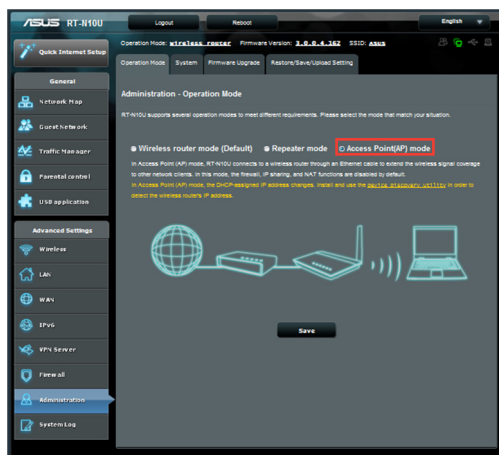 ASUS RT-N10U
Logout
Reboot
English
Operation Mode: wireless router Firmware Version: 3.0.0.4.162 SSID: ASUS
Quick Internet Setup
Operation Mode
System
Firmware Upgrade
Restore/Save/Upload Setting
General
Network Map
Guest Network
Traffic Manager
Parental control
USB application
Advanced Settings
Wireless
LAN
WAN
IPv6
VPN Server
Firewall
Administration
System Log
Administration - Operation Mode
RT-N10U supports several operation modes to meet different requirements. Please select the mode that match your situation.
Wireless router mode (Default)
Repeater mode
Access Point(AP) mode
In Access Point (AP) mode, RT-N10U connects to a wireless router through an Ethernet cable to extend the wireless signal coverage
to other network clients. In this mode, the firewall, IP sharing, and NAT functions are disabled by default.
In Access Point (AP) mode, the DHCP-assigned IP address changes. Install and use the device discovery utility in order to
detect the wireless router's IP address.
Save